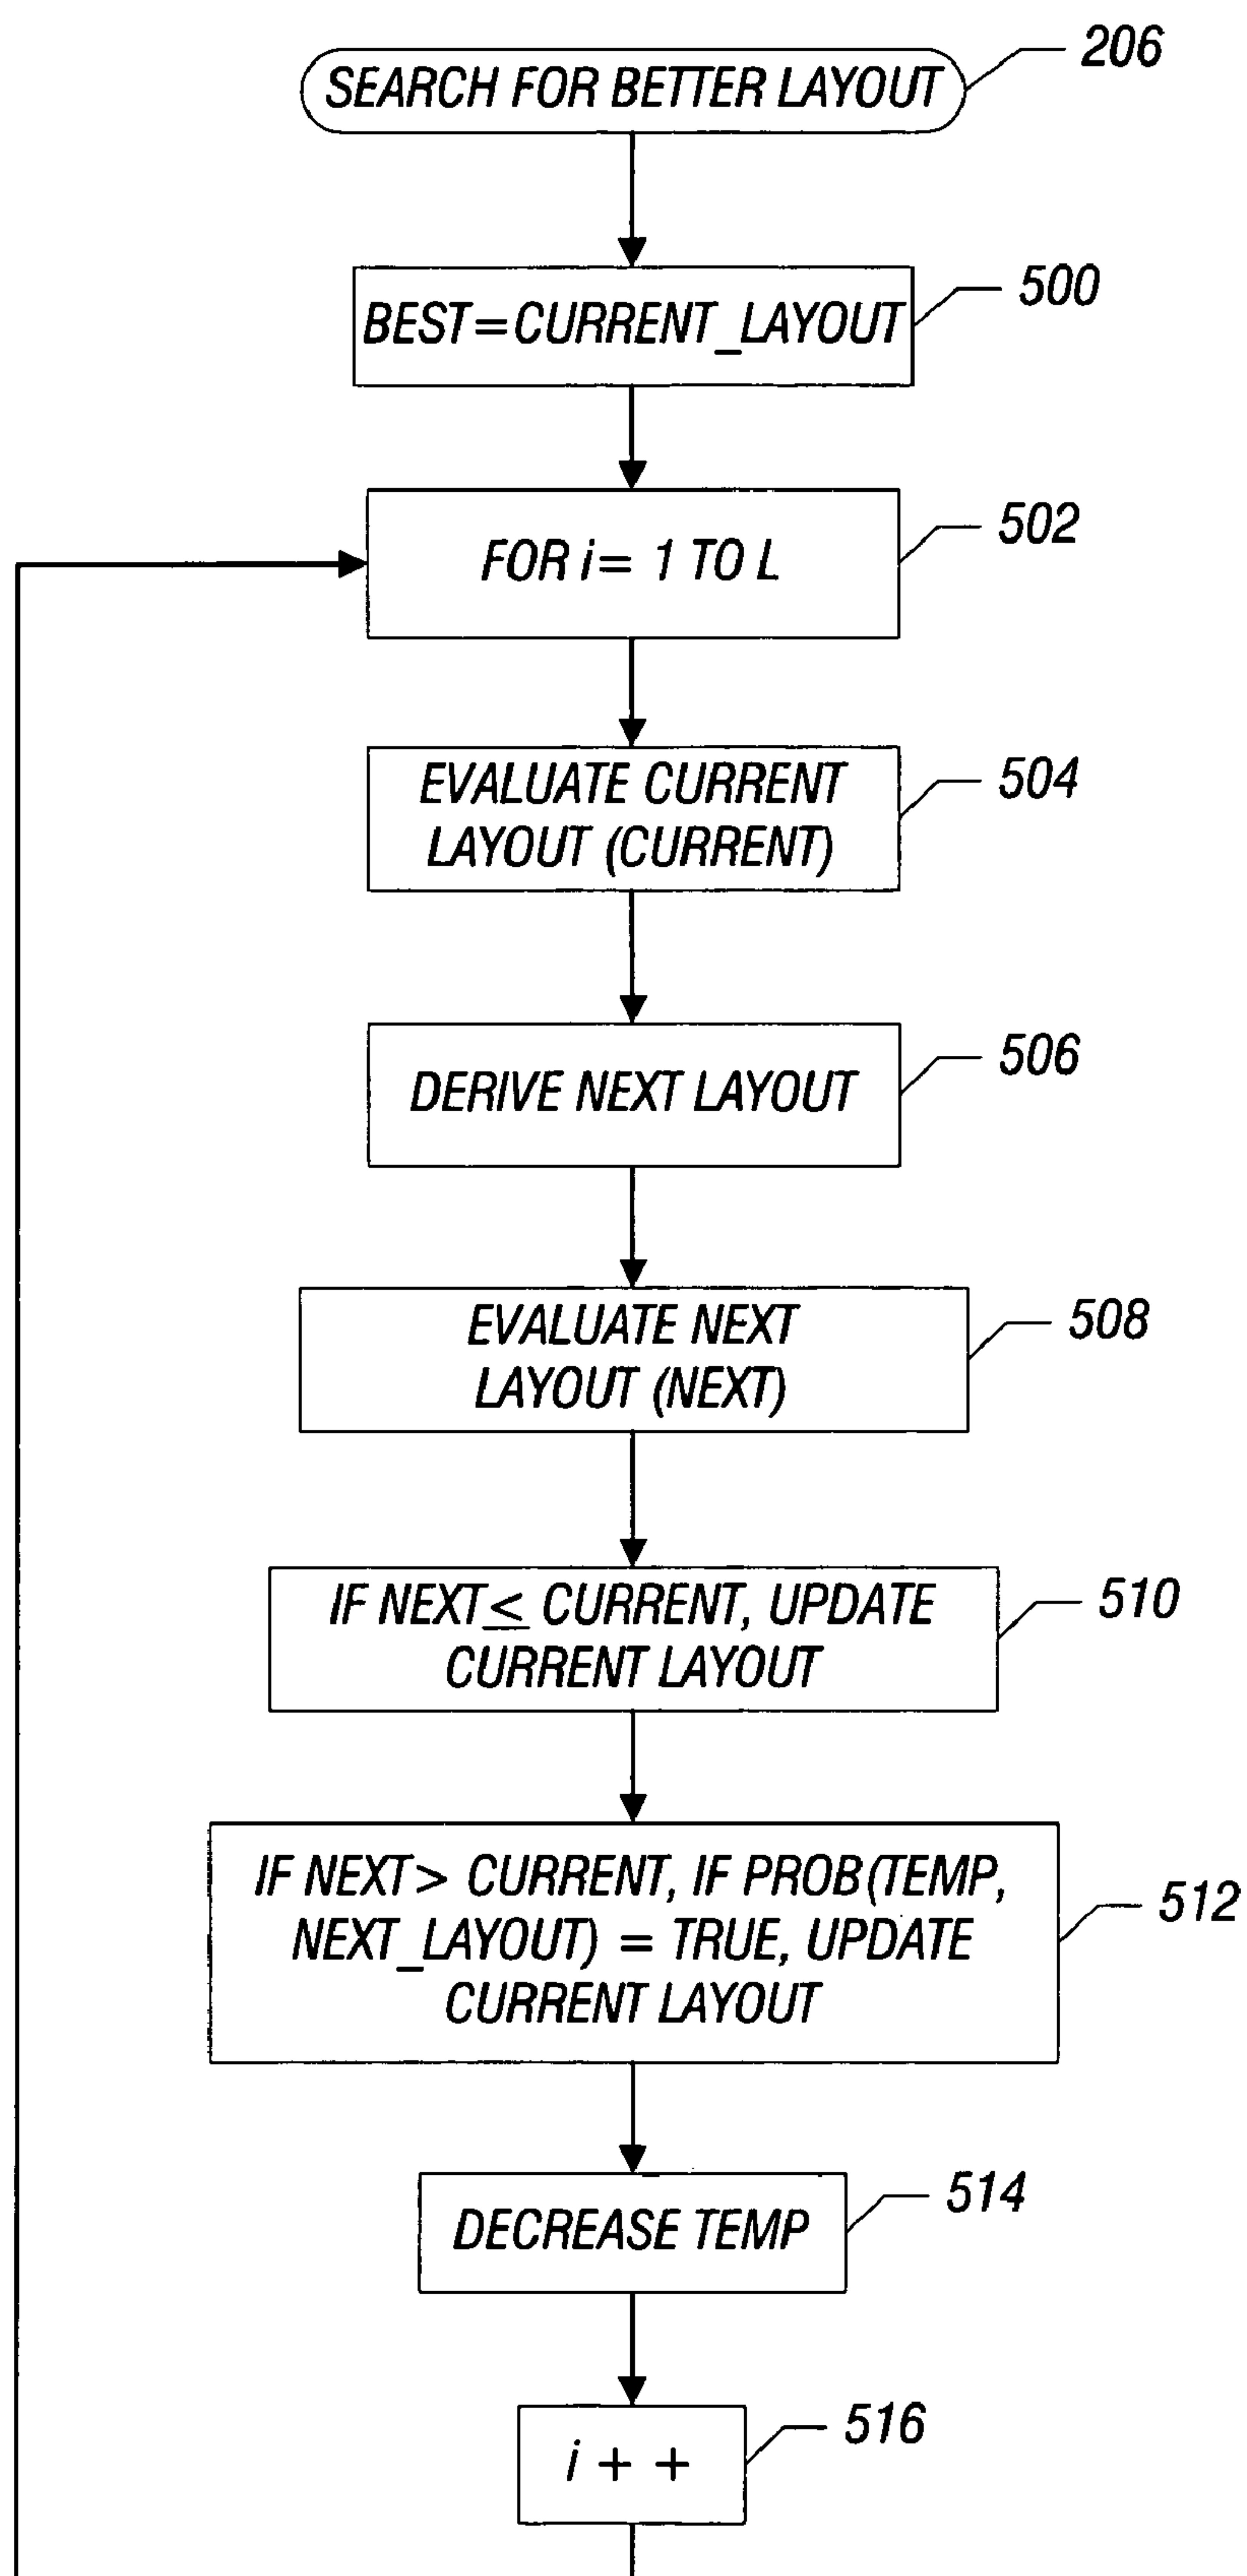 SEARCH FOR BETTER LAYOUT
206
BEST=CURRENT_LAYOUT
500
FOR i= 1 TO L
502
EVALUATE CURRENT
LAYOUT (CURRENT)
504
DERIVE NEXT LAYOUT
506
EVALUATE NEXT
LAYOUT (NEXT)
508
IF NEXT ≤ CURRENT, UPDATE
CURRENT LAYOUT
510
IF NEXT > CURRENT, IF PROB(TEMP,
NEXT_LAYOUT) = TRUE, UPDATE
CURRENT LAYOUT
512
DECREASE TEMP
514
i + +
516